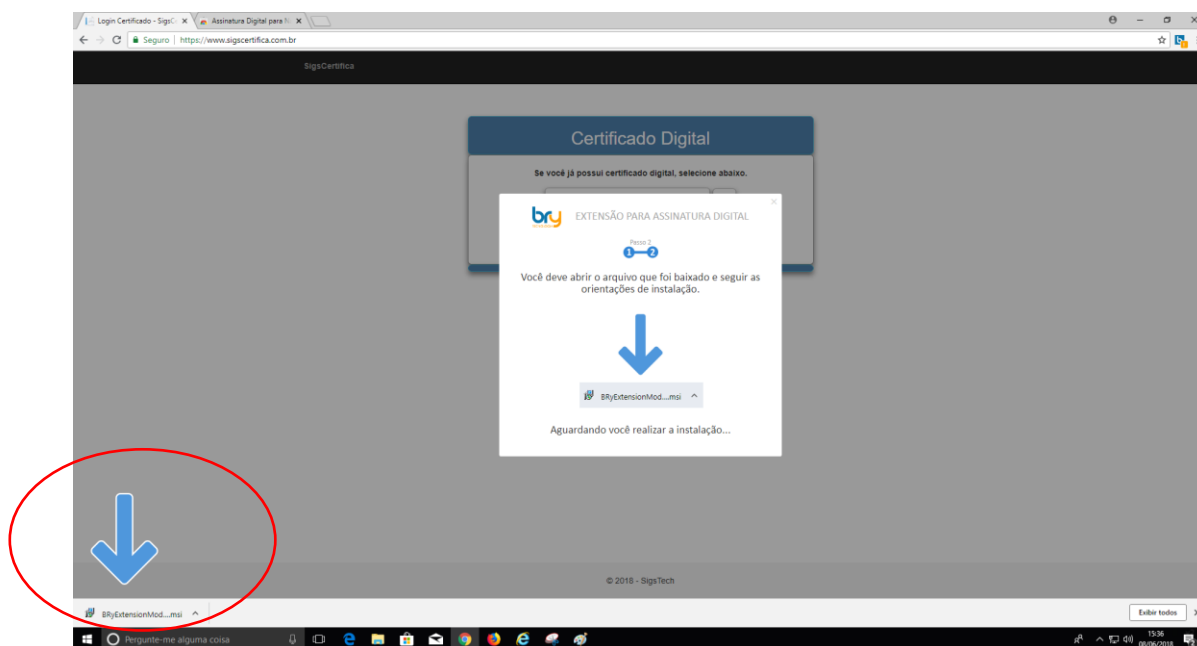 Login Certificado - SigsC
Assinatura Digital para N
Seguro | https://www.sigscertifica.com.br
SigsCertifica
Certificado Digital
Se você já possui certificado digital, selecione abaixo.
bry EXTENSÃO PARA ASSINATURA DIGITAL
Passo 2
1 2
Você deve abrir o arquivo que foi baixado e seguir as
orientações de instalação.
BRyExtensionMod....msi
Aguardando você realizar a instalação...
© 2018 - SigsTech
BRyExtensionMod....msi
Exibir todos
Pergunte-me alguma coisa
15:36
08/06/2018